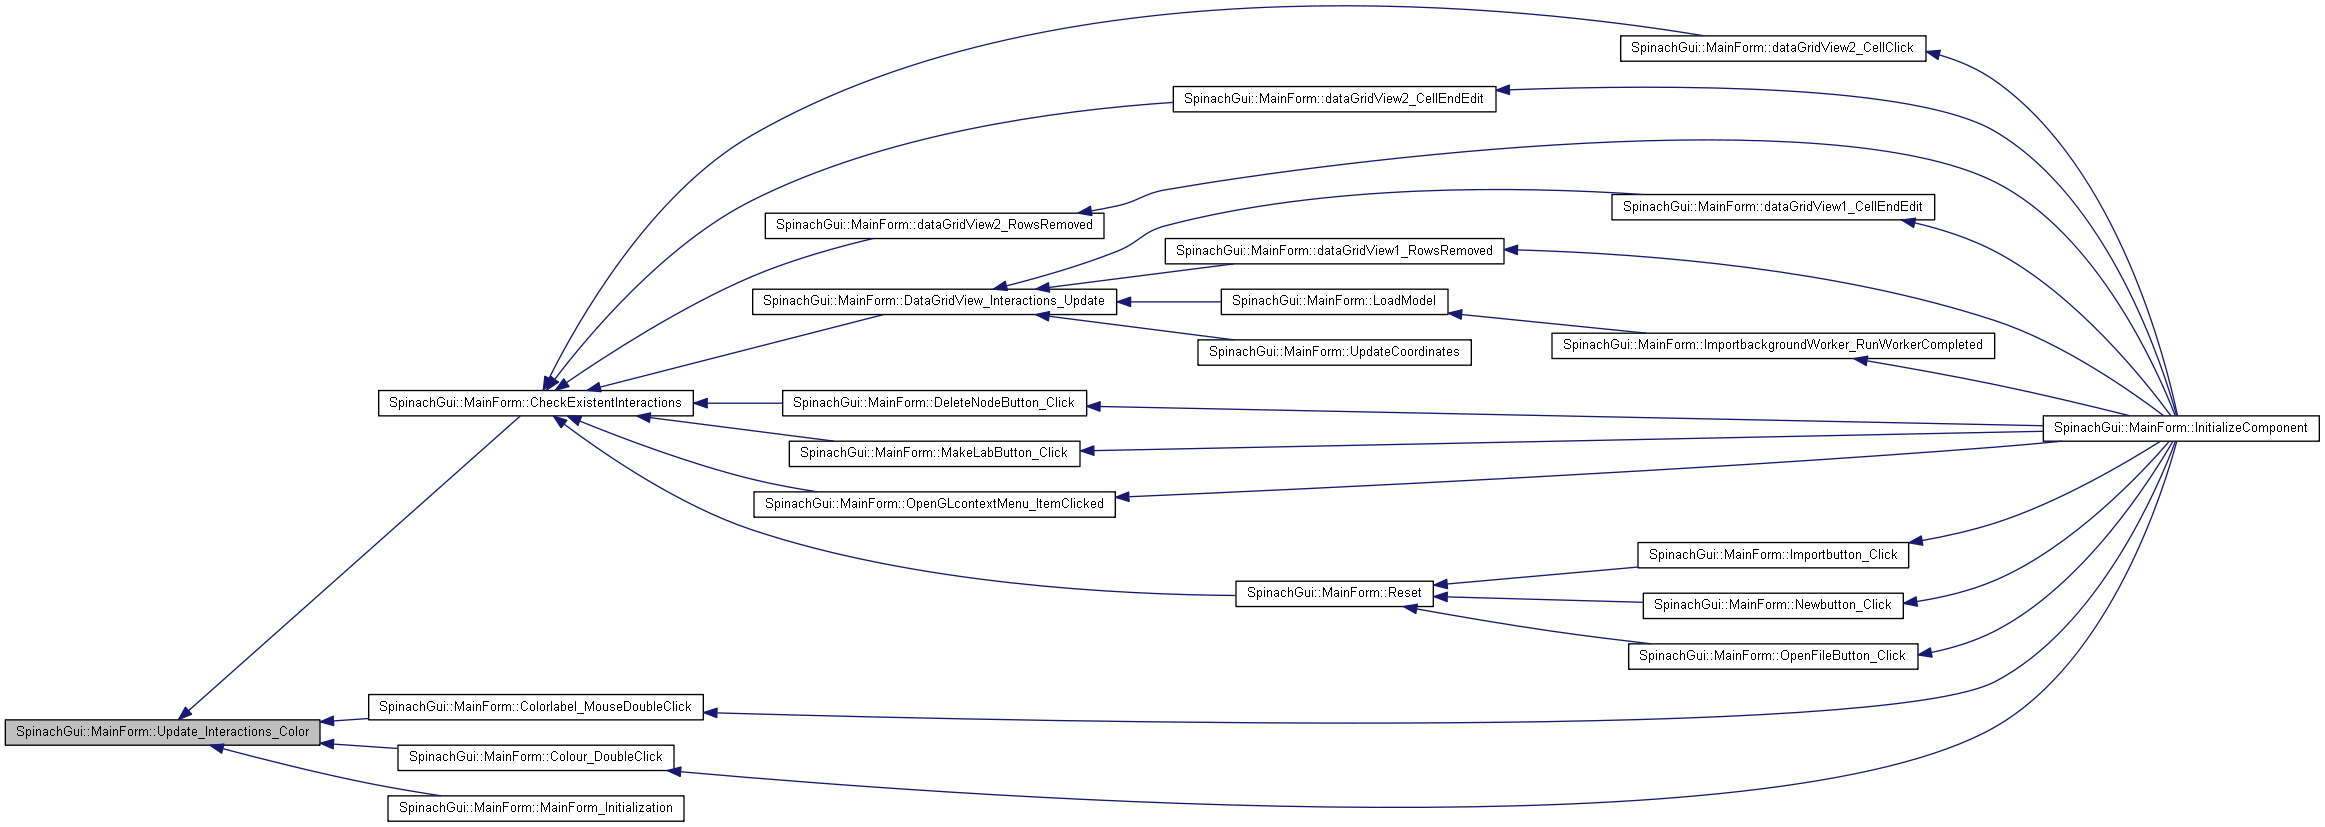 SpinachGui::MainForm::dataGridView2_CellClick
SpinachGui::MainForm::dataGridView2_CellEndEdit
SpinachGui::MainForm::dataGridView1_CellEndEdit
SpinachGui::MainForm::dataGridView2_RowsRemoved
SpinachGui::MainForm::dataGridView1_RowsRemoved
SpinachGui::MainForm::DataGridView_Interactions_Update
SpinachGui::MainForm::LoadModel
SpinachGui::MainForm::ImportbackgroundWorker_RunWorkerCompleted
SpinachGui::MainForm::UpdateCoordinates
SpinachGui::MainForm::CheckExistentInteractions
SpinachGui::MainForm::DeleteNodeButton_Click
SpinachGui::MainForm::InitializeComponent
SpinachGui::MainForm::MakeLabButton_Click
SpinachGui::MainForm::OpenGLcontextMenu_ItemClicked
SpinachGui::MainForm::Importbutton_Click
SpinachGui::MainForm::Reset
SpinachGui::MainForm::Newbutton_Click
SpinachGui::MainForm::OpenFileButton_Click
SpinachGui::MainForm::Colorlabel_MouseDoubleClick
SpinachGui::MainForm::Update_Interactions_Color
SpinachGui::MainForm::Colour_DoubleClick
SpinachGui::MainForm::MainForm_Initialization